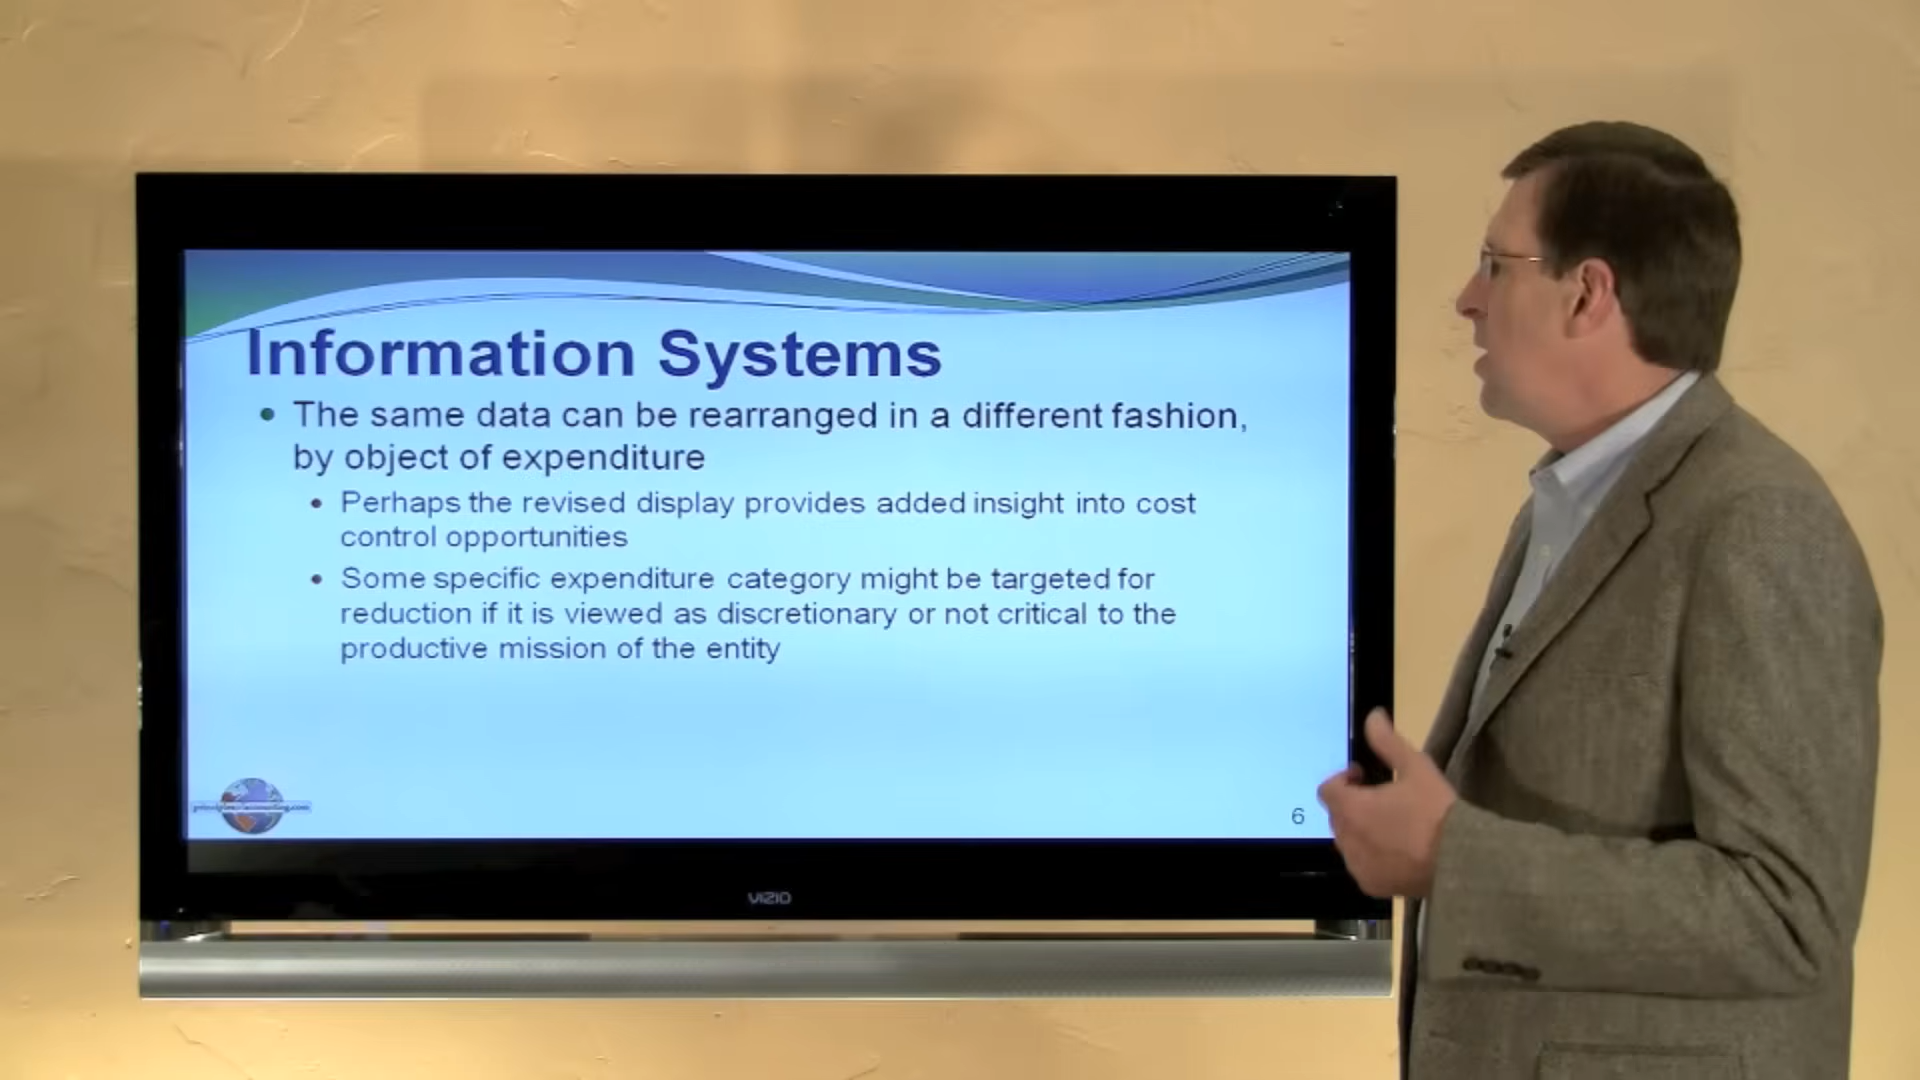 Information Systems
• The same data can be rearranged in a different fashion,
by object of expenditure
• Perhaps the revised display provides added insight into cost
control opportunities
• Some specific expenditure category might be targeted for
reduction if it is viewed as discretionary or not critical to the
productive mission of the entity
principlesofaccounting.com
6
VIZIO